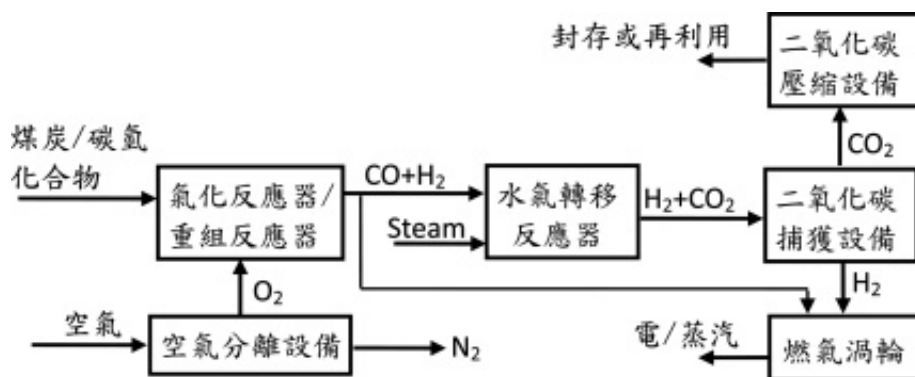 封存或再利用
二氧化碳
壓縮設備
煤炭/碳氫
化合物
CO₂
氣化反應器/
重組反應器
CO+H₂
Steam
水氣轉移
反應器
H₂+CO₂
二氧化碳
捕獲設備
O₂
H₂
空氣
空氣分離設備
N₂
電/蒸汽
燃氣渦輪